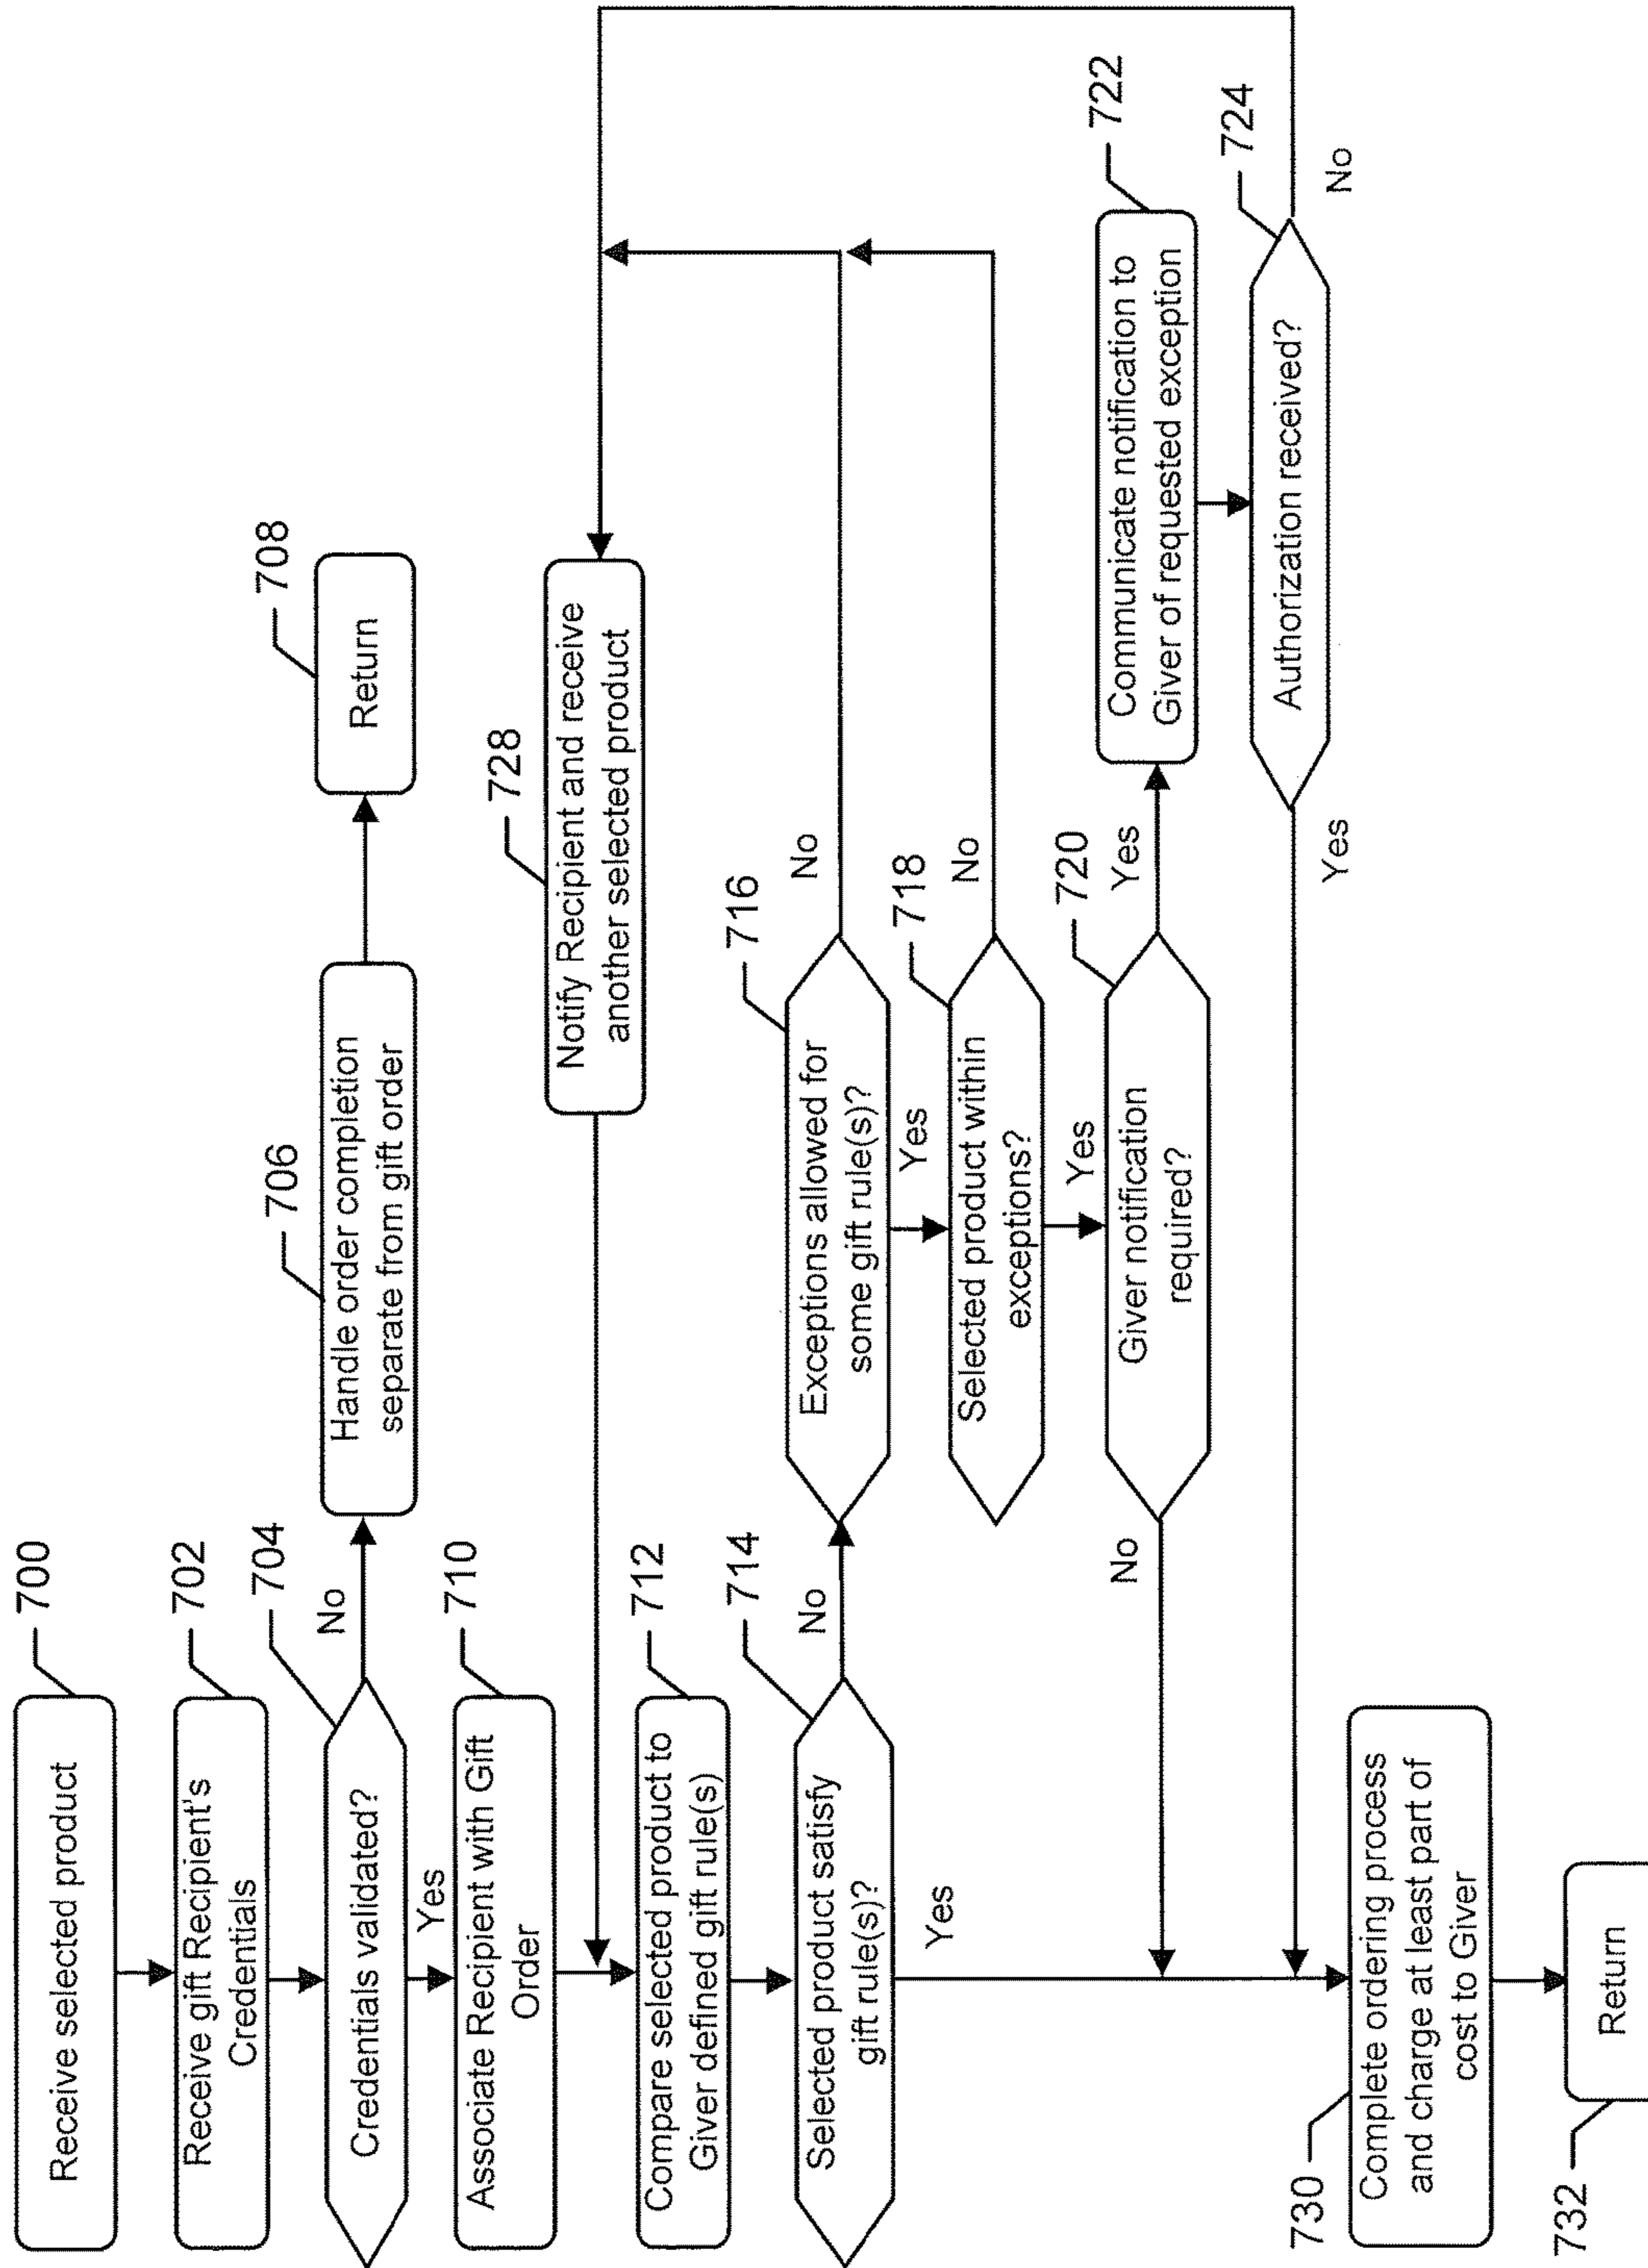 700
Receive selected product
702
Receive gift Recipient's
Credentials
704
Credentials validated?
No
Yes
706
Handle order completion
separate from gift order
708
Return
710
Associate Recipient with Gift
Order
728
Notify Recipient and receive
another selected product
712
Compare selected product to
Giver defined gift rule(s)
714
Selected product satisfy
gift rule(s)?
No
Yes
716
Exceptions allowed for
some gift rule(s)?
No
Yes
718
Selected product within
exceptions?
No
Yes
720
Giver notification
required?
No
Yes
722
Communicate notification to
Giver of requested exception
724
Authorization received?
No
Yes
730
Complete ordering process
and charge at least part of
cost to Giver
732
Return